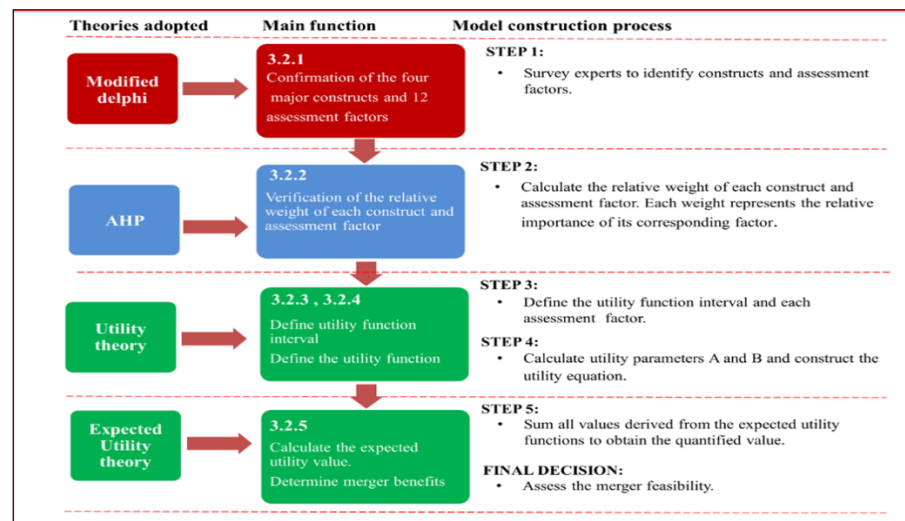 Theories adopted
Main function
Model construction process
Modified
delphi
3.2.1
Confirmation of the four
major constructs and 12
assessment factors
STEP 1:
• Survey experts to identify constructs and assessment
factors.
AHP
3.2.2
Verification of the relative
weight of each construct and
assessment factor
STEP 2:
• Calculate the relative weight of each construct and
assessment factor. Each weight represents the relative
importance of its corresponding factor.
Utility
theory
3.2.3 , 3.2.4
Define utility function
interval
Define the utility function
STEP 3:
• Define the utility function interval and each
assessment factor.
STEP 4:
• Calculate utility parameters A and B and construct the
utility equation.
Expected
Utility
theory
3.2.5
Calculate the expected
utility value.
Determine merger benefits
STEP 5:
• Sum all values derived from the expected utility
functions to obtain the quantified value.
FINAL DECISION:
• Assess the merger feasibility.